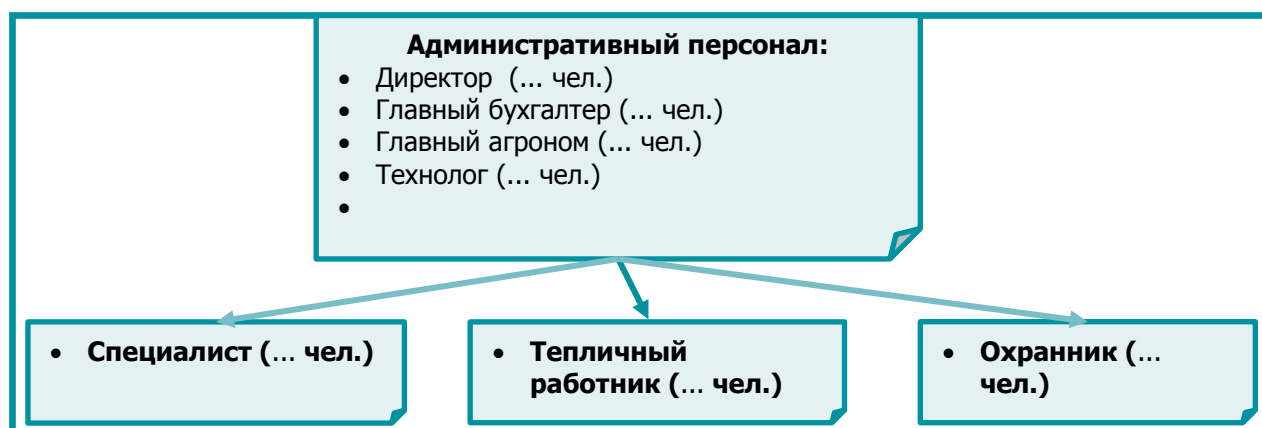 Административный персонал:
• Директор (... чел.)
• Главный бухгалтер (... чел.)
• Главный агроном (... чел.)
• Технолог (... чел.)
•
• Специалист (... чел.)
• Тепличный
работник (... чел.)
• Охранник (...
чел.)